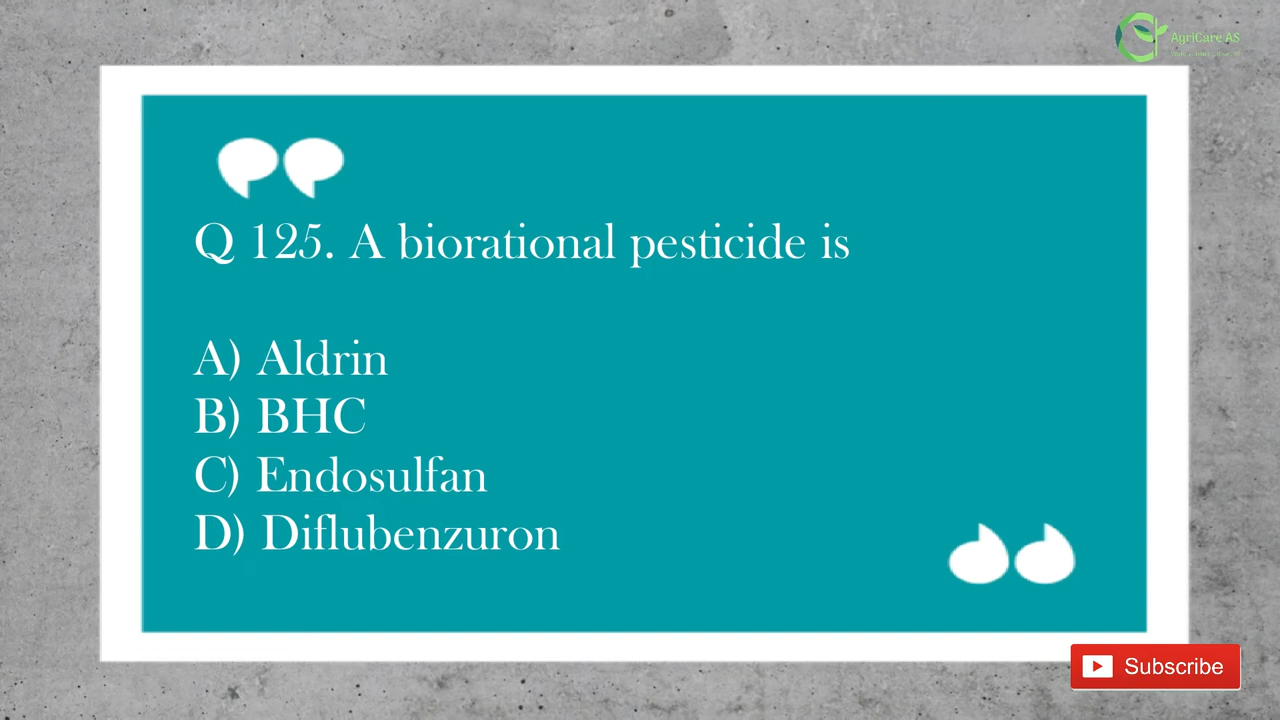 AgriCare AS
Q 125. A biorational pesticide is
A) Aldrin
B) BHC
C) Endosulfan
D) Diflubenzuron
Subscribe